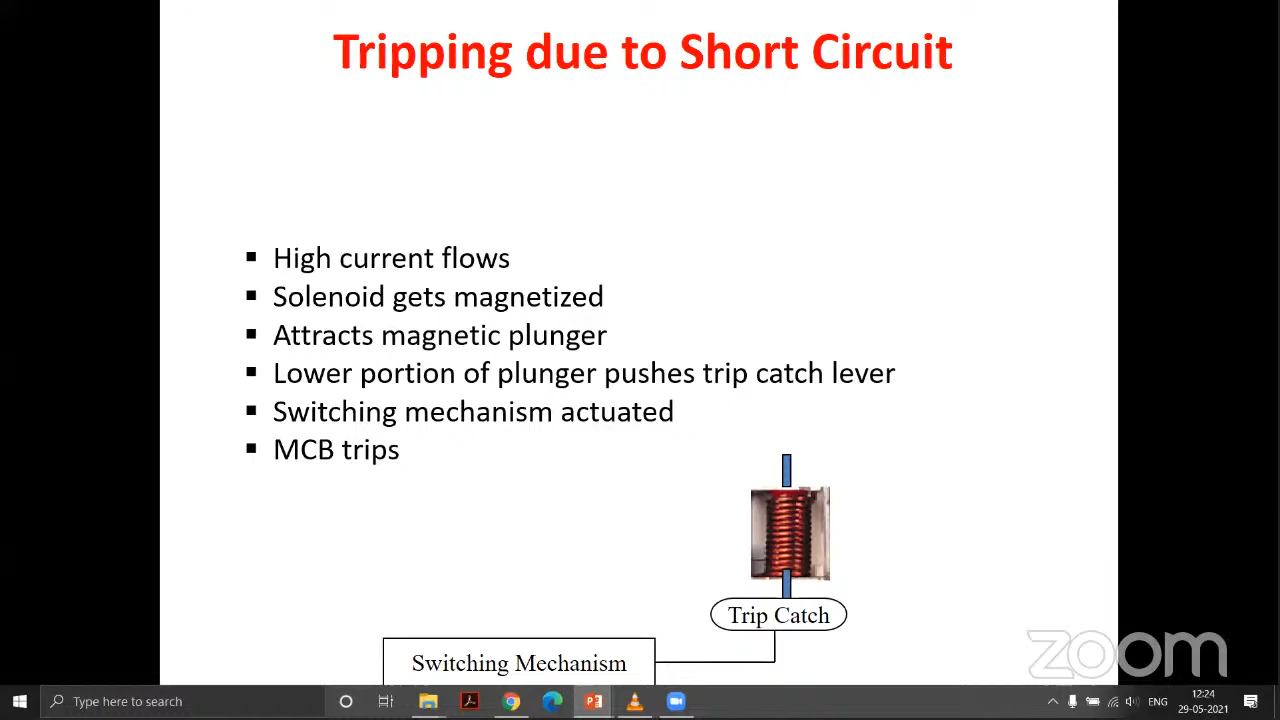 Tripping due to Short Circuit
▪ High current flows
▪ Solenoid gets magnetized
▪ Attracts magnetic plunger
▪ Lower portion of plunger pushes trip catch lever
▪ Switching mechanism actuated
▪ MCB trips
Trip Catch
Switching Mechanism
zoom
Type here to search
ENG
12:24
29-05-2021